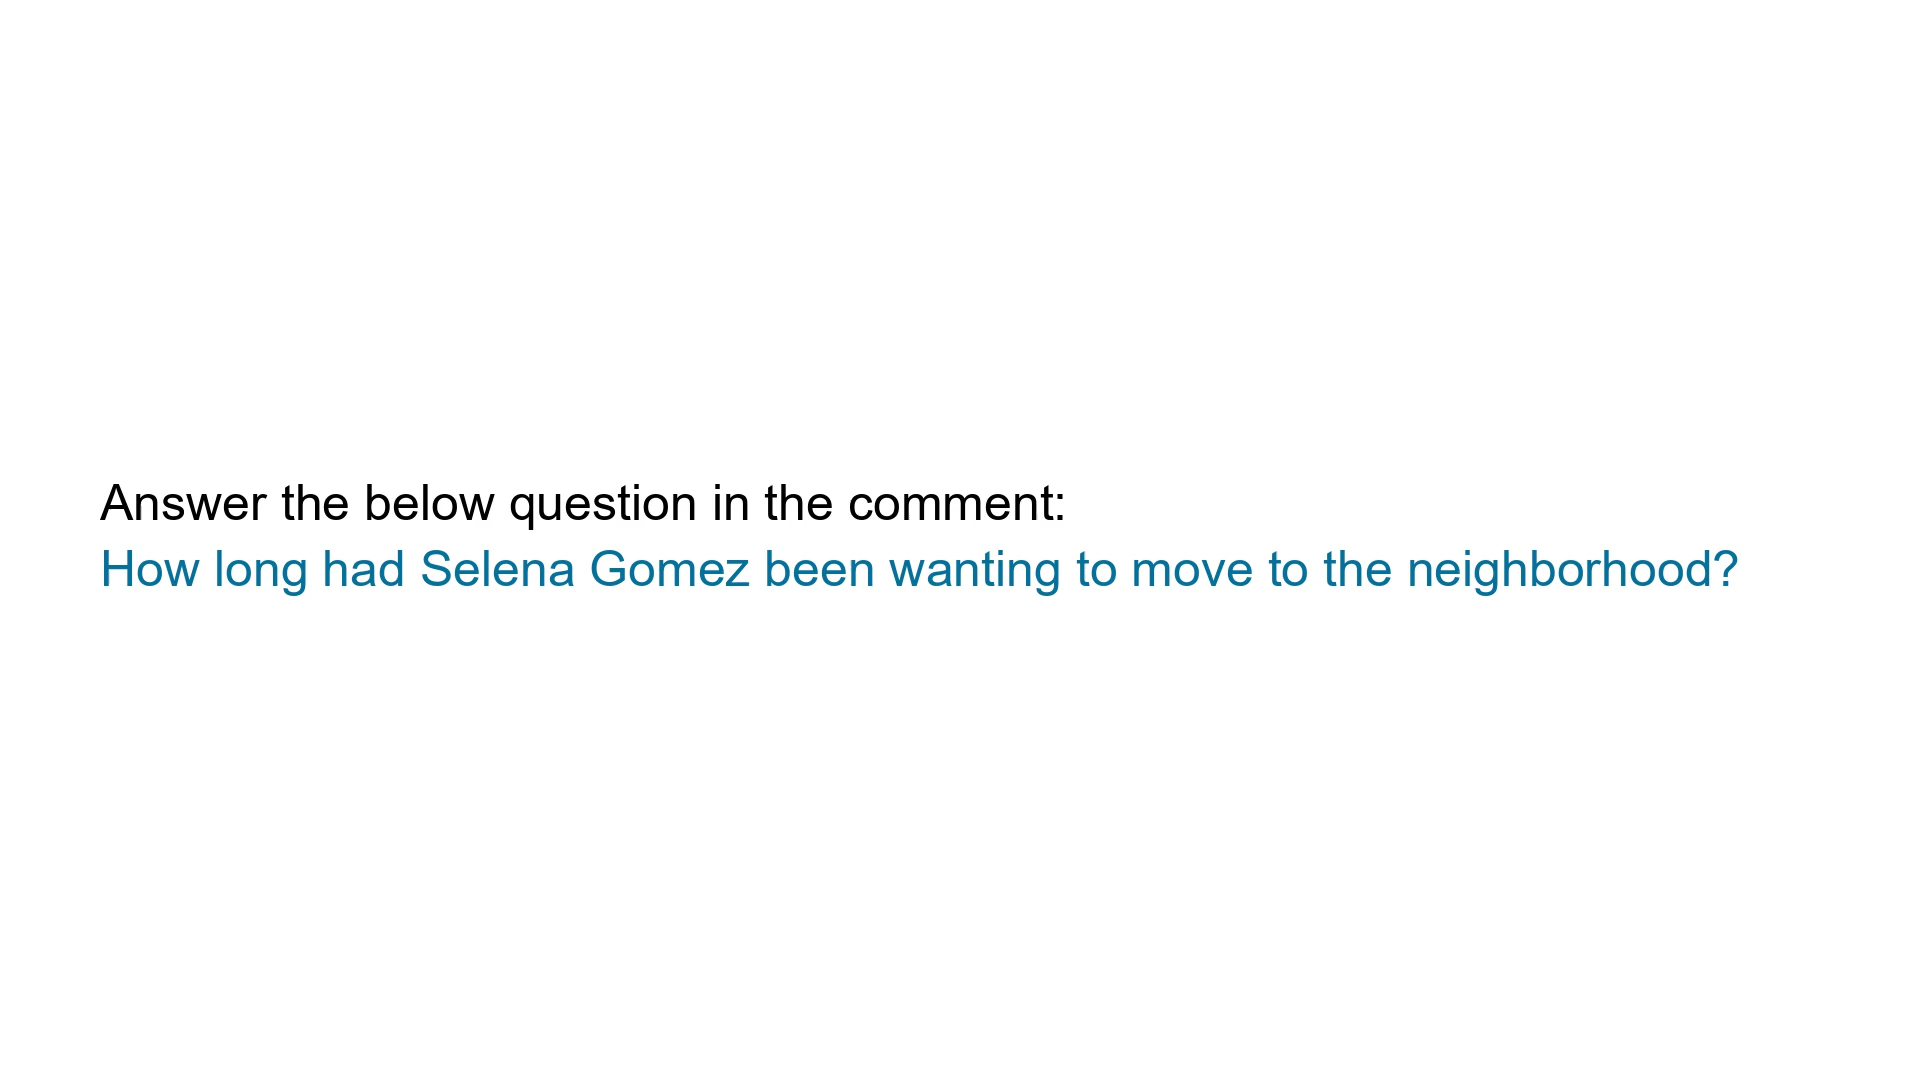 Answer the below question in the comment:
How long had Selena Gomez been wanting to move to the neighborhood?